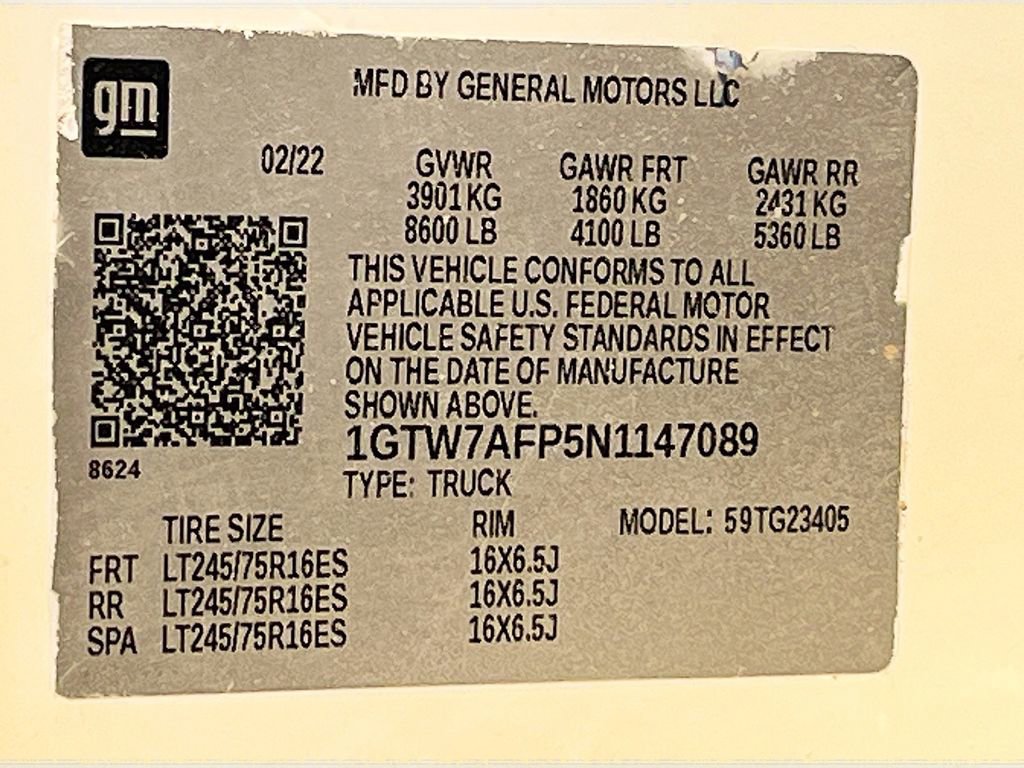 gm
MFD BY GENERAL MOTORS LLC
02/22 GVWR GAWR FRT GAWR RR
3901 KG 1860 KG 2431 KG
8600 LB 4100 LB 5360 LB
THIS VEHICLE CONFORMS TO ALL
APPLICABLE U.S. FEDERAL MOTOR
VEHICLE SAFETY STANDARDS IN EFFECT
ON THE DATE OF MANUFACTURE
SHOWN ABOVE.
1GTW7AFP5N1147089
8624
TYPE: TRUCK
TIRE SIZE RIM MODEL: 59TG23405
FRT LT245/75R16ES 16X6.5J
RR LT245/75R16ES 16X6.5J
SPA LT245/75R16ES 16X6.5J